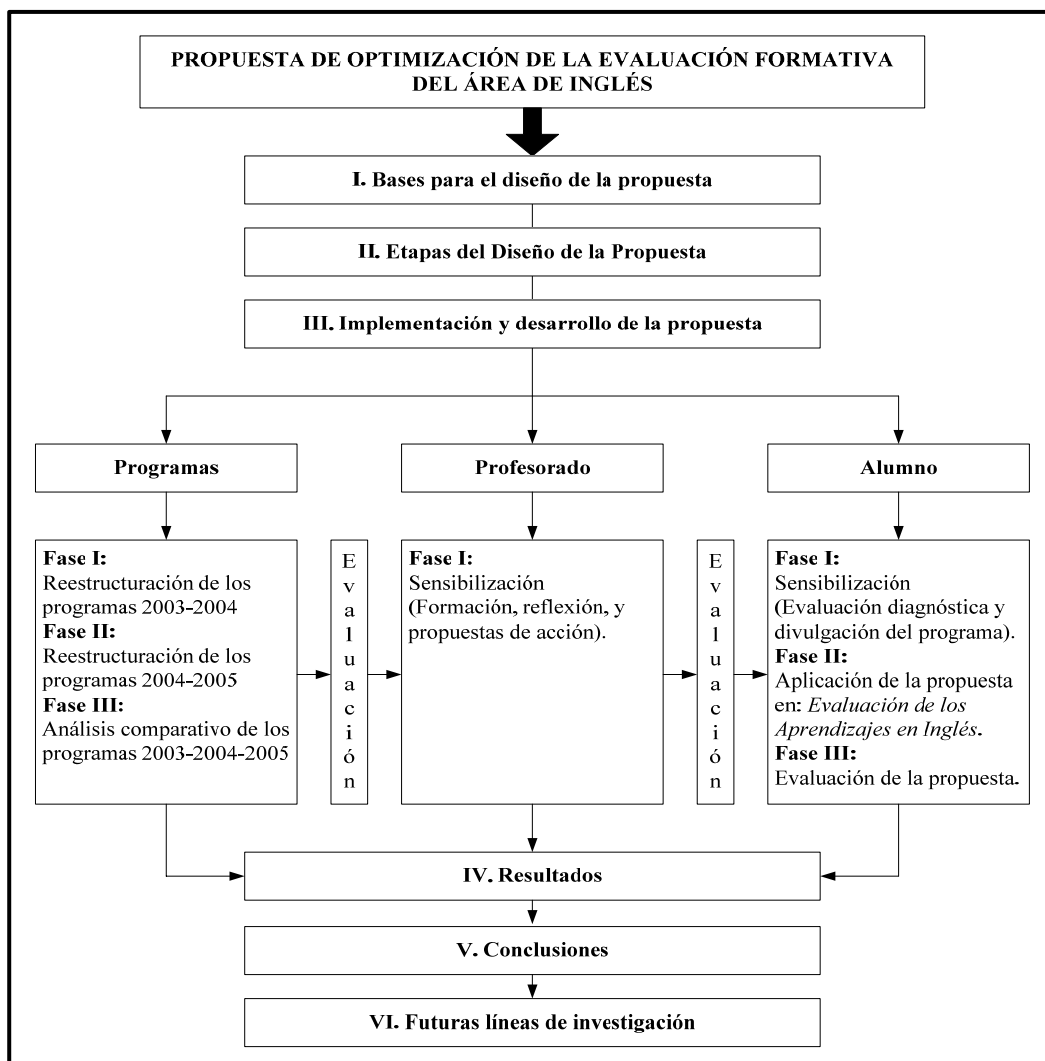 PROPUESTA DE OPTIMIZACIÓN DE LA EVALUACIÓN FORMATIVA
DEL ÁREA DE INGLÉS
I. Bases para el diseño de la propuesta
II. Etapas del Diseño de la Propuesta
III. Implementación y desarrollo de la propuesta
Programas
Profesorado
Alumno
Fase I:
Reestructuración de los
programas 2003-2004
Fase II:
Reestructuración de los
programas 2004-2005
Fase III:
Análisis comparativo de los
programas 2003-2004-2005
Evaluación
Fase I:
Sensibilización
(Formación, reflexión, y
propuestas de acción).
Evaluación
Fase I:
Sensibilización
(Evaluación diagnóstica y
divulgación del programa).
Fase II:
Aplicación de la propuesta
en: Evaluación de los
Aprendizajes en Inglés.
Fase III:
Evaluación de la propuesta.
IV. Resultados
V. Conclusiones
VI. Futuras líneas de investigación